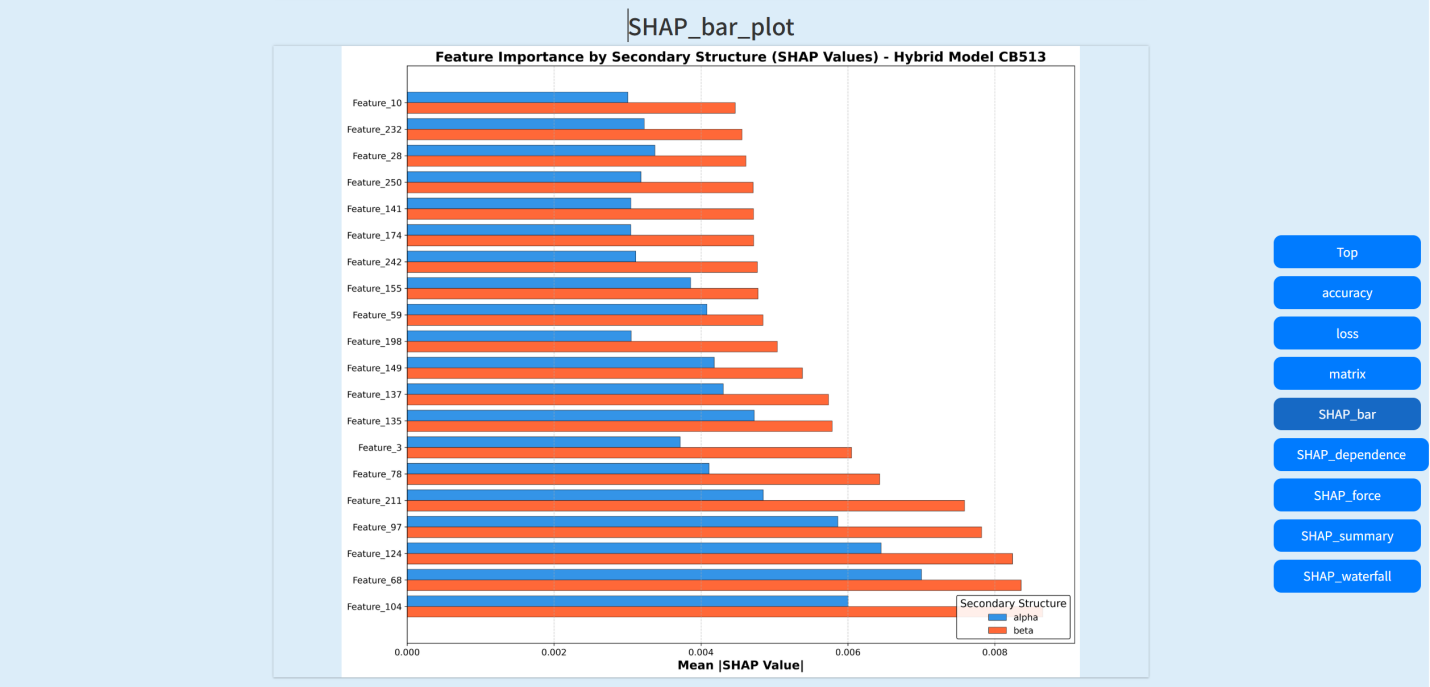 SHAP_bar_plot
Feature Importance by Secondary Structure (SHAP Values) - Hybrid Model CB513
Feature_10
Feature_232
Feature_28
Feature_250
Feature_141
Feature_174
Feature_242
Feature_155
Feature_59
Feature_198
Feature_149
Feature_137
Feature_135
Feature_3
Feature_78
Feature_211
Feature_97
Feature_124
Feature_68
Feature_104
Secondary Structure
alpha
beta
0.000 0.002 0.004 0.006 0.008
Mean |SHAP Value|
Top
accuracy
loss
matrix
SHAP_bar
SHAP_dependence
SHAP_force
SHAP_summary
SHAP_waterfall